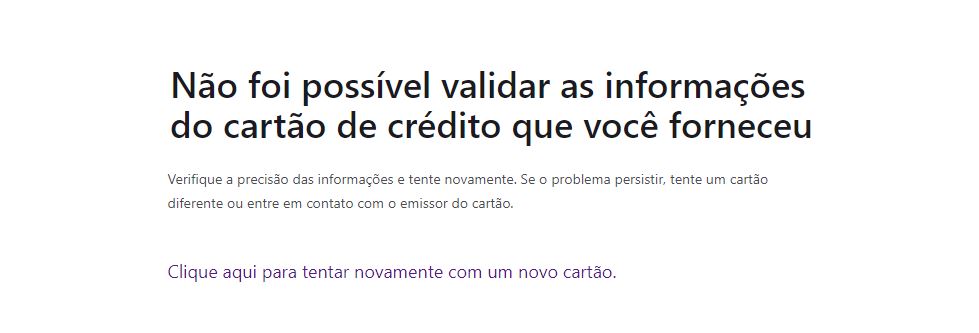 Não foi possível validar as informações
do cartão de crédito que você forneceu
Verifique a precisão das informações e tente novamente. Se o problema persistir, tente um cartão
diferente ou entre em contato com o emissor do cartão.
Clique aqui para tentar novamente com um novo cartão.